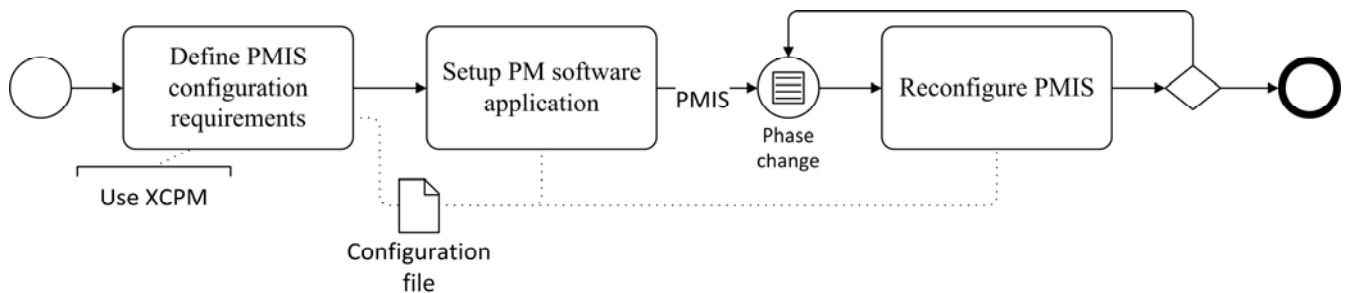 Define PMIS
configuration
requirements
Setup PM software
application
PMIS
Phase
change
Reconfigure PMIS
Use XCPM
Configuration
file